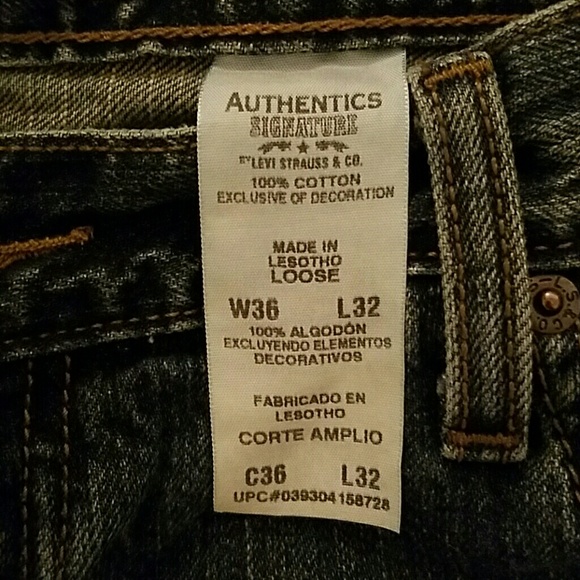 AUTHENTICS
SIGNATURE
BY LEVI STRAUSS & CO.
100% COTTON
EXCLUSIVE OF DECORATION
MADE IN
LESOTHO
LOOSE
W36 L32
100% ALGODÓN
EXCLUYENDO ELEMENTOS
DECORATIVOS
FABRICADO EN
LESOTHO
CORTE AMPLIO
C36 L32
UPC#039304158728